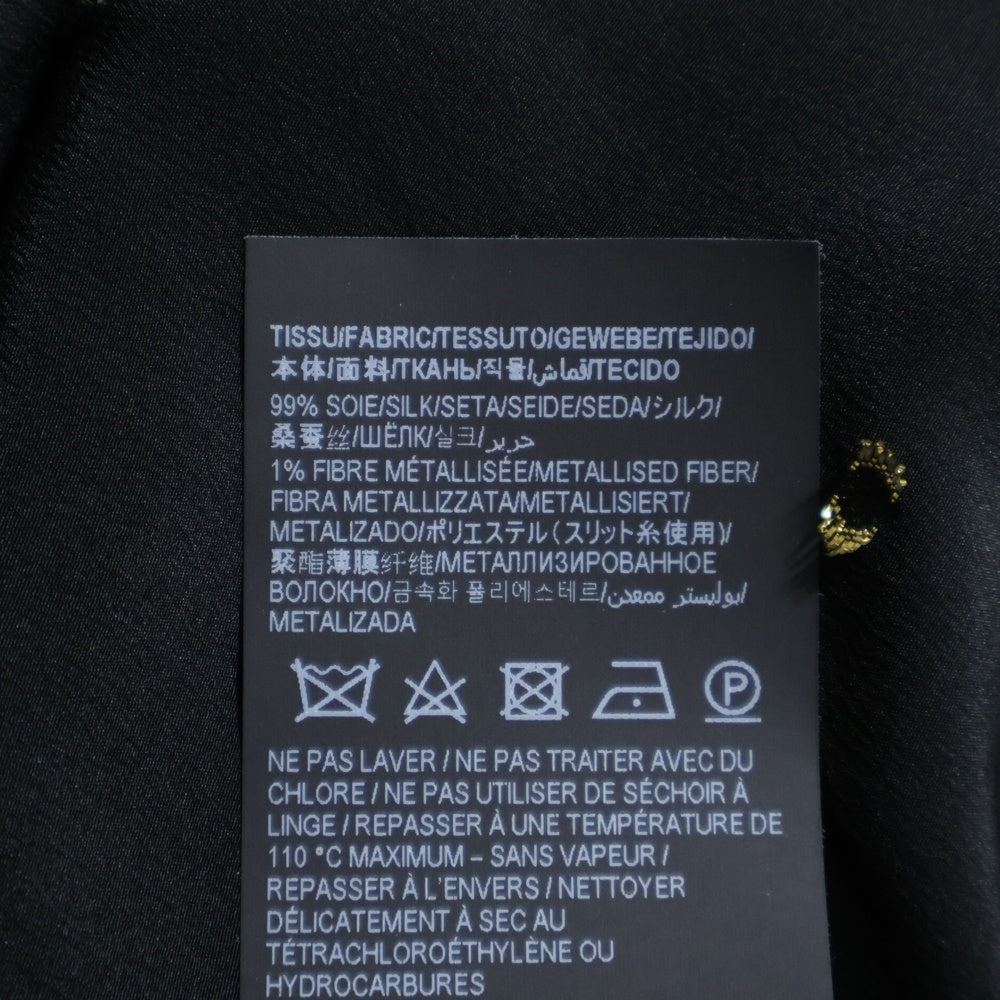 TISSU/FABRIC/TESSUTO/GEWEBE/TEJIDO/
本体/面料/ТКАНЬ/직물/قماش/TECIDO
99% SOIE/SILK/SETA/SEIDE/SEDA/シルク/
桑蚕丝/ШЁЛК/실크/حرير
1% FIBRE MÉTALLISÉE/METALLISED FIBER/
FIBRA METALLIZZATA/METALLISIERT/
METALIZADO/ポリエステル(スリット糸使用)/
聚酯薄膜纤维/МЕТАЛЛИЗИРОВАННОЕ
ВОЛОКНО/금속화 폴리에스테르/بوليستر ممعدن/
METALIZADA
P
NE PAS LAVER / NE PAS TRAITER AVEC DU
CHLORE / NE PAS UTILISER DE SÉCHOIR À
LINGE / REPASSER À UNE TEMPÉRATURE DE
110 °C MAXIMUM – SANS VAPEUR /
REPASSER À L'ENVERS / NETTOYER
DÉLICATEMENT À SEC AU
TÉTRACHLOROÉTHYLÈNE OU
HYDROCARBURES